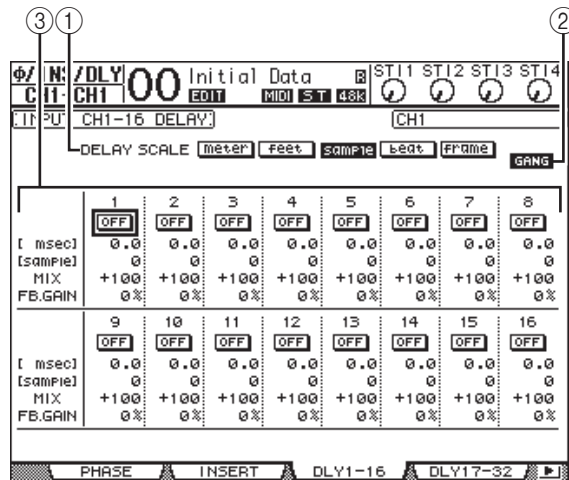 ③ ① ②
Φ/INS/DLY 00 Initial Data R ST11 ST12 ST13 ST14
CH1-CH1 EDIT MIDI ST 48k
INPUT CH1-16 DELAY CH1
DELAY SCALE meter feet sample beat frame
GANG
1 2 3 4 5 6 7 8
OFF OFF OFF OFF OFF OFF OFF OFF
[ msec] 0.0 0.0 0.0 0.0 0.0 0.0 0.0 0.0
[sample] 0 0 0 0 0 0 0 0
MIX +100 +100 +100 +100 +100 +100 +100 +100
FB.GAIN 0% 0% 0% 0% 0% 0% 0% 0%
9 10 11 12 13 14 15 16
OFF OFF OFF OFF OFF OFF OFF OFF
[ msec] 0.0 0.0 0.0 0.0 0.0 0.0 0.0 0.0
[sample] 0 0 0 0 0 0 0 0
MIX +100 +100 +100 +100 +100 +100 +100 +100
FB.GAIN 0% 0% 0% 0% 0% 0% 0% 0%
PHASE INSERT DLY1-16 DLY17-32